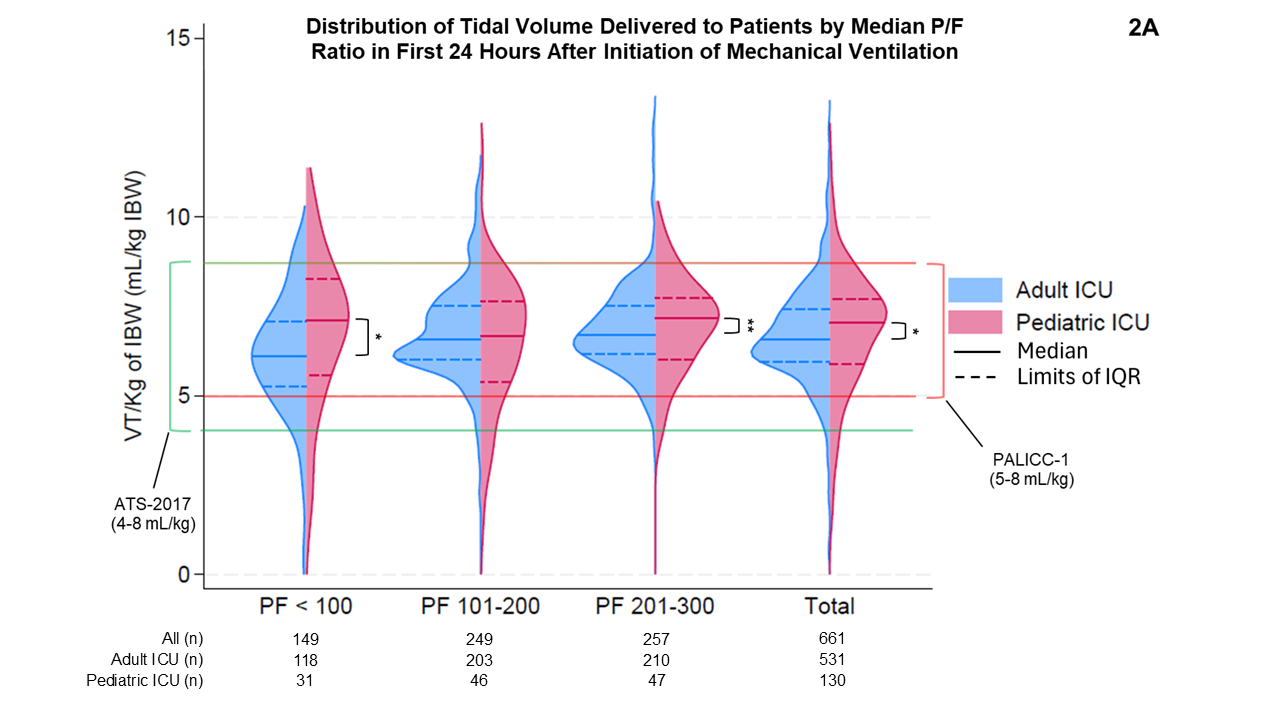 Distribution of Tidal Volume Delivered to Patients by Median P/F
Ratio in First 24 Hours After Initiation of Mechanical Ventilation
2A
VT/Kg of IBW (mL/kg IBW)
15
10
5
0
*
**
*
Adult ICU
Pediatric ICU
Median
Limits of IQR
ATS-2017
(4-8 mL/kg)
PALICC-1
(5-8 mL/kg)
PF < 100 PF 101-200 PF 201-300 Total
All (n) 149 249 257 661
Adult ICU (n) 118 203 210 531
Pediatric ICU (n) 31 46 47 130